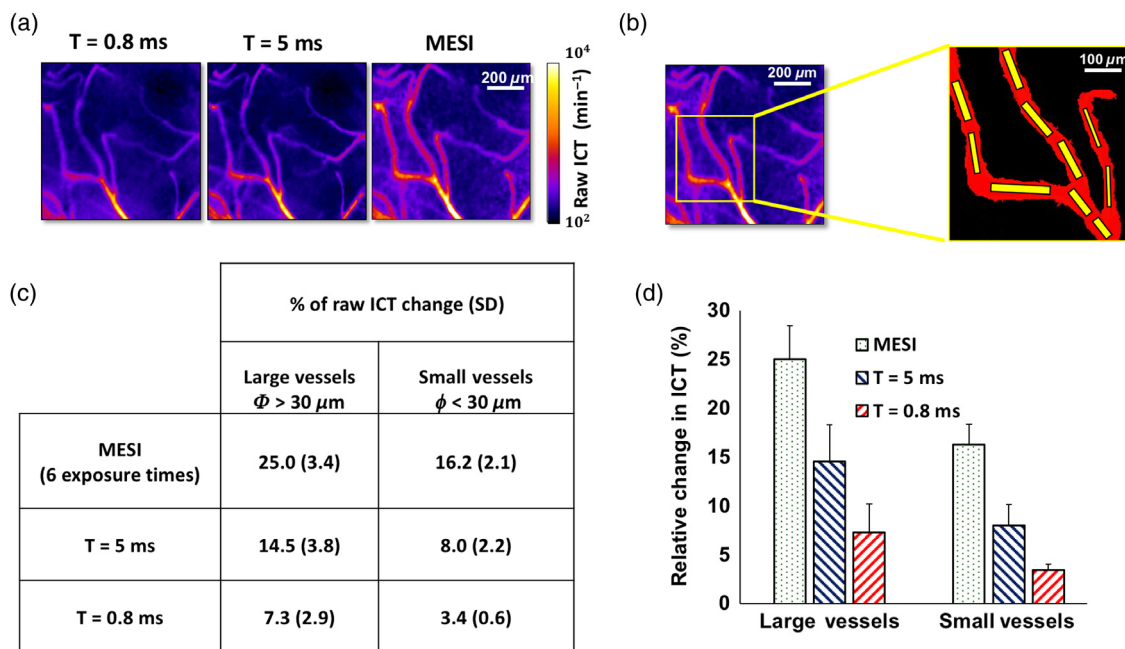 (a)
T = 0.8 ms
T = 5 ms
MESI
200 µm
10⁴
Raw ICT (min⁻¹)
10²
(b)
200 µm
100 µm
(c)
% of raw ICT change (SD)
Large vessels
Φ > 30 µm
Small vessels
ϕ < 30 µm
MESI
(6 exposure times)
25.0 (3.4)
16.2 (2.1)
T = 5 ms
14.5 (3.8)
8.0 (2.2)
T = 0.8 ms
7.3 (2.9)
3.4 (0.6)
(d)
Relative change in ICT (%)
30
25
20
15
10
5
0
MESI
T = 5 ms
T = 0.8 ms
Large vessels
Small vessels